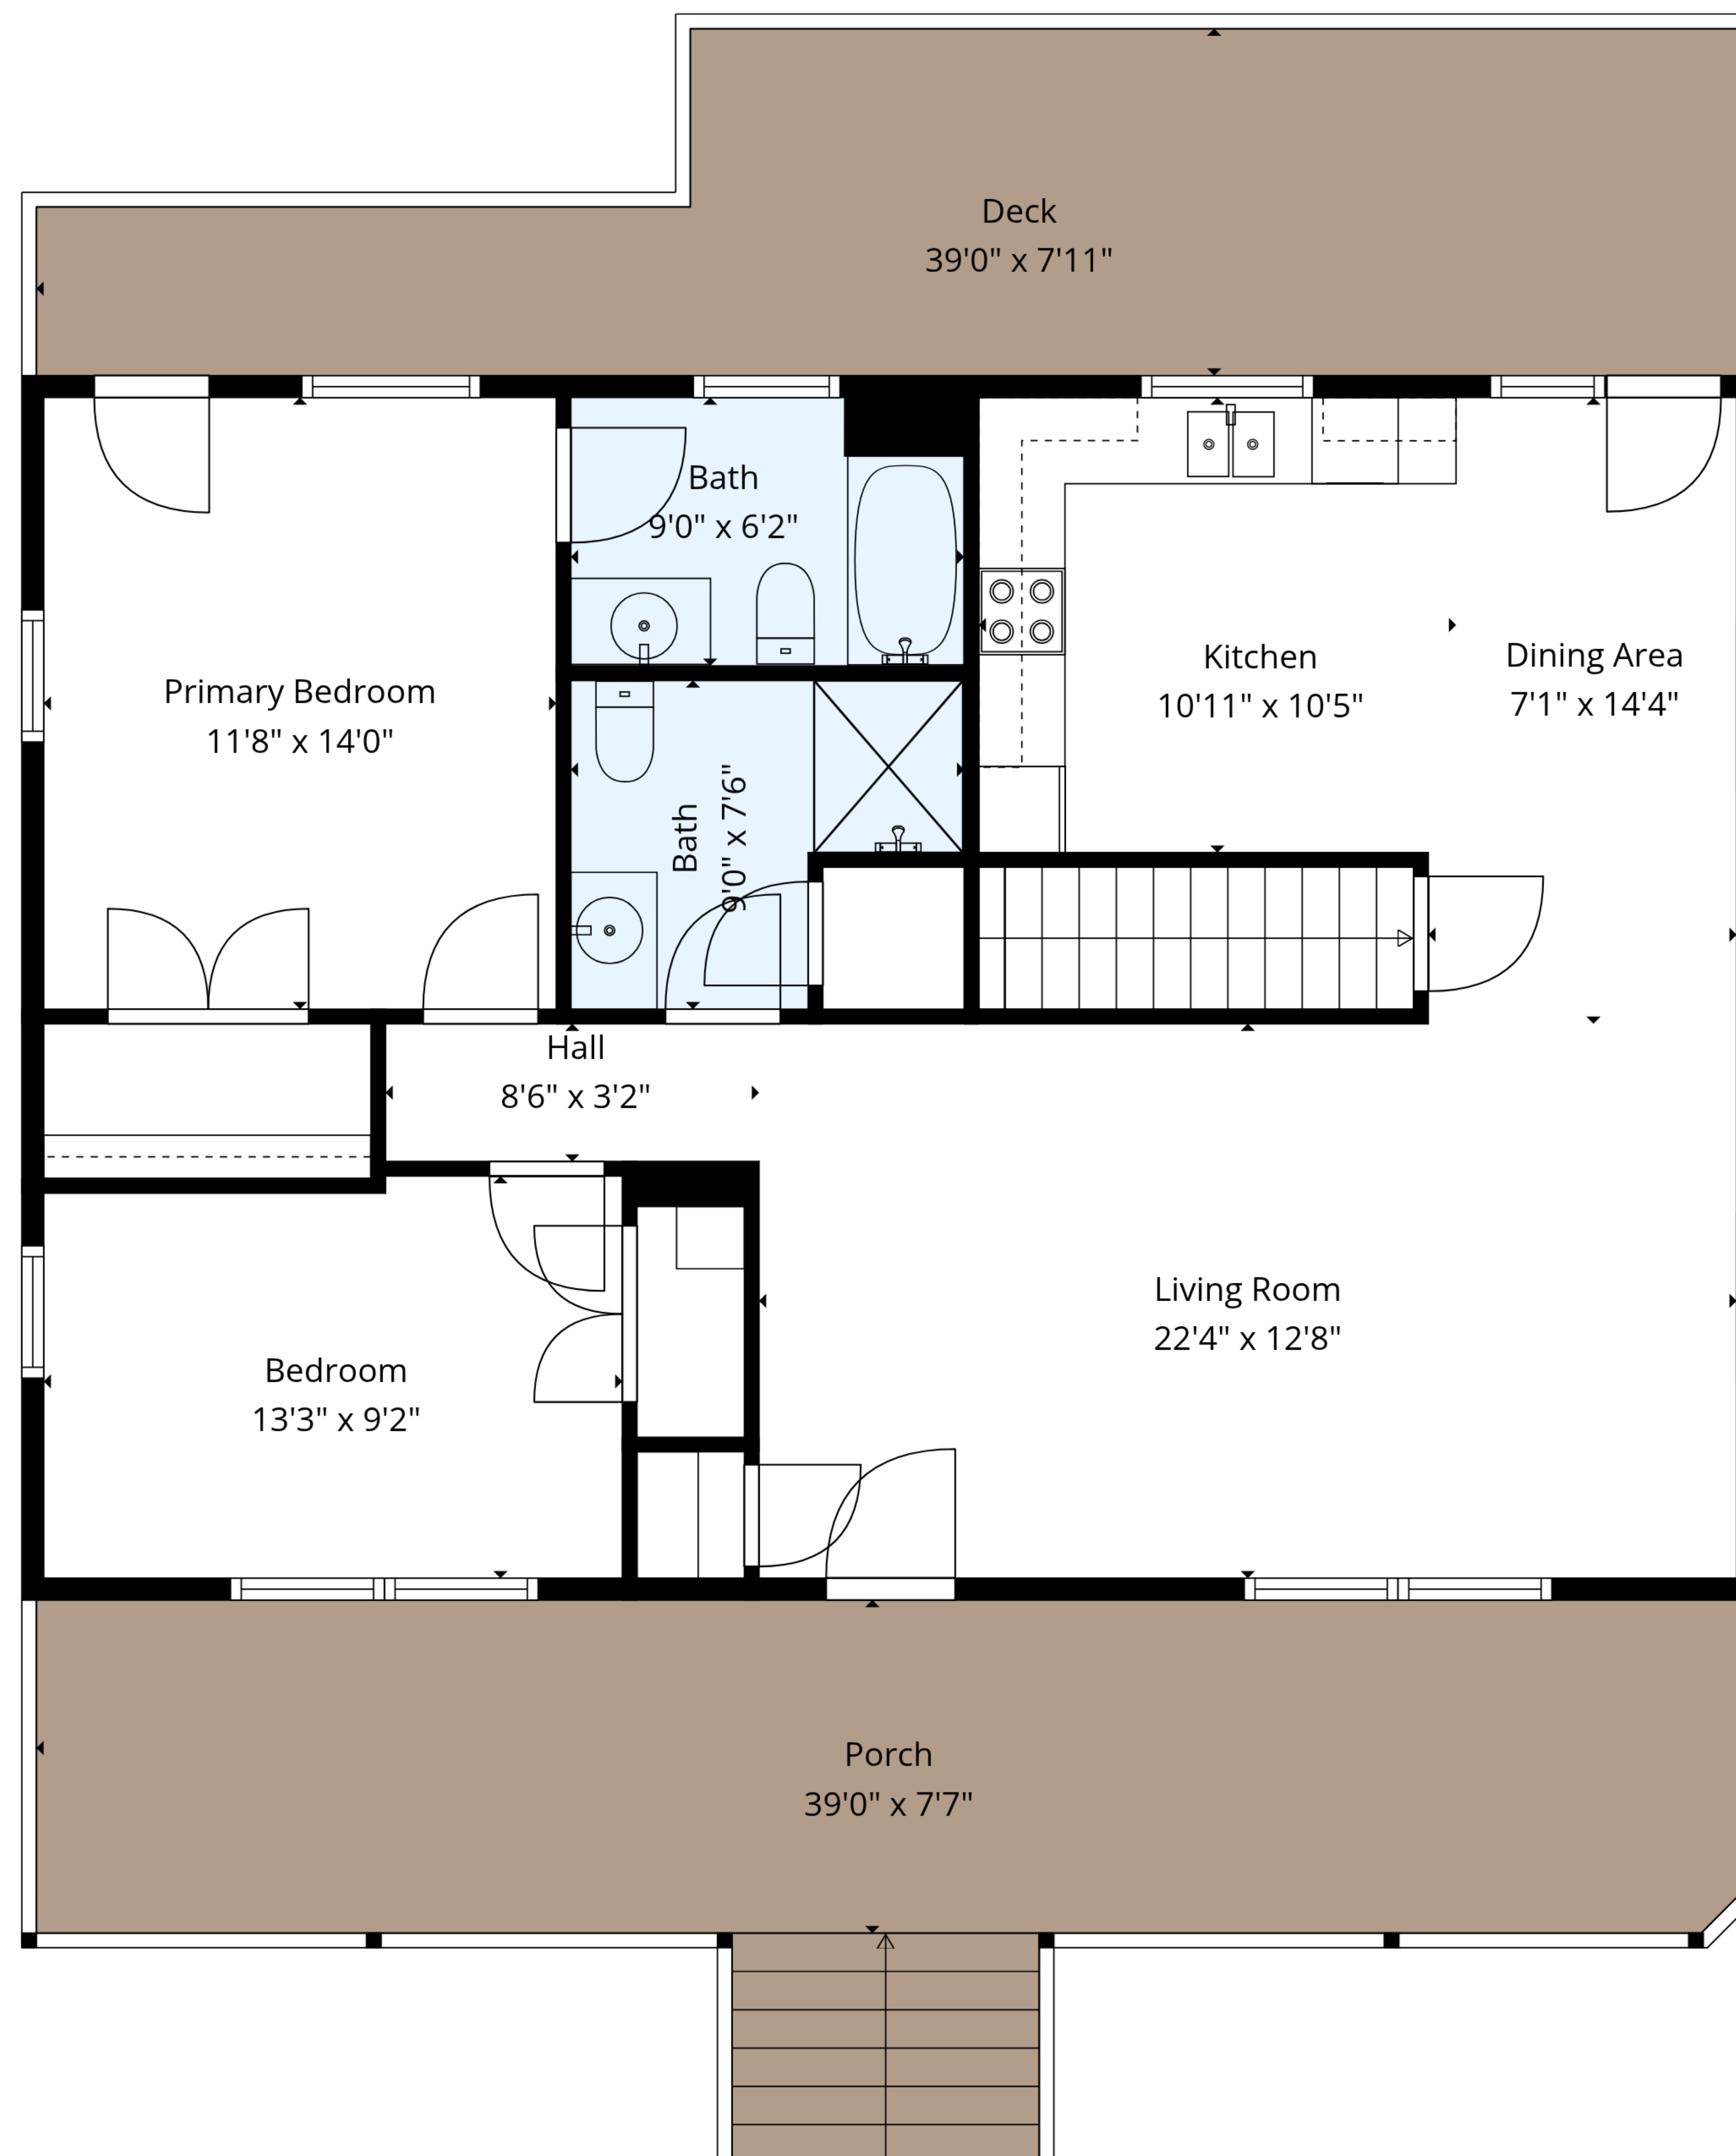 Deck
39'0" x 7'11"
Bath
9'0" x 6'2"
Primary Bedroom
11'8" x 14'0"
Kitchen
10'11" x 10'5"
Dining Area
7'1" x 14'4"
Bath
9'0" x 7'6"
Hall
8'6" x 3'2"
Living Room
22'4" x 12'8"
Bedroom
13'3" x 9'2"
Porch
39'0" x 7'7"